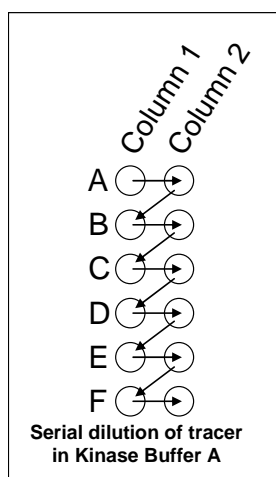 Column 1
Column 2
A
B
C
D
E
F
Serial dilution of tracer
in Kinase Buffer A